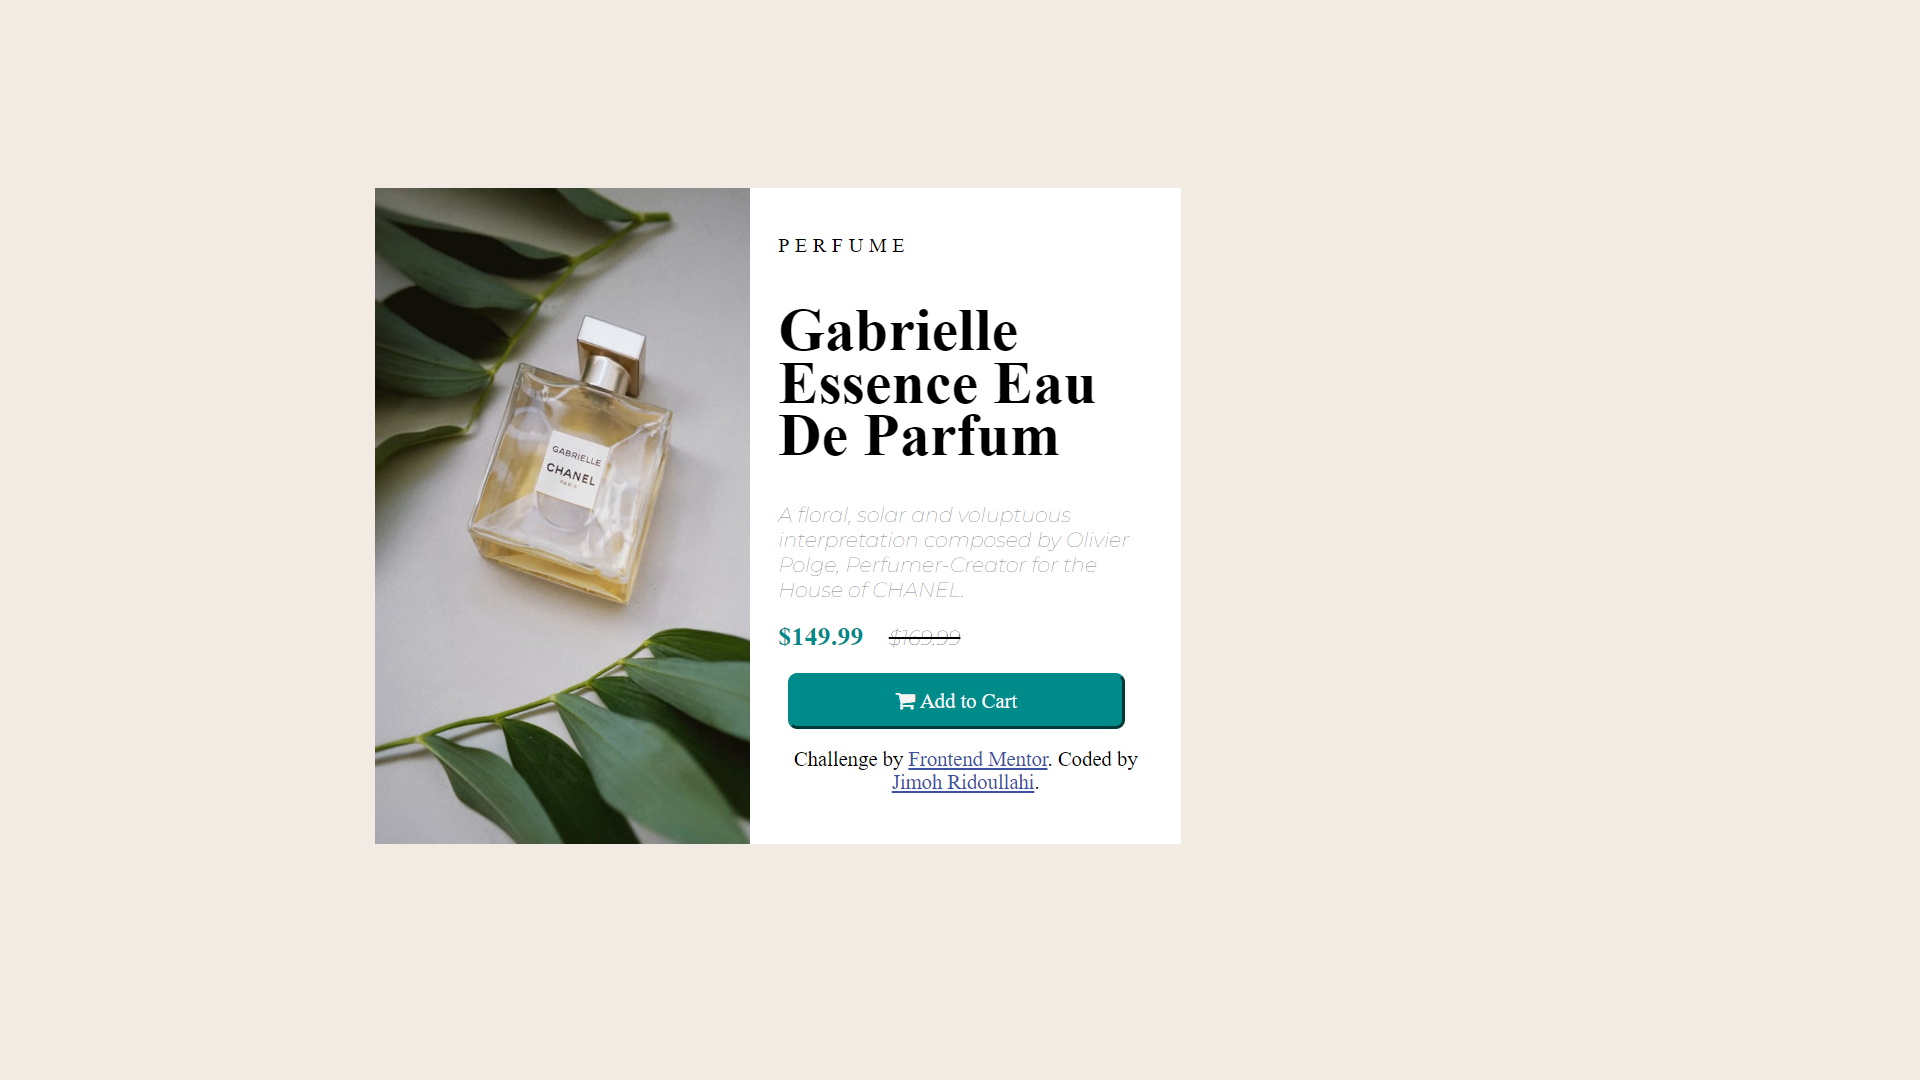 GABRIELLE
CHANEL
PARIS
PERFUME
Gabrielle
Essence Eau
De Parfum
A floral, solar and voluptuous
interpretation composed by Olivier
Polge, Perfumer-Creator for the
House of CHANEL.
$149.99 $169.99
Add to Cart
Challenge by Frontend Mentor. Coded by
Jimoh Ridoullahi.